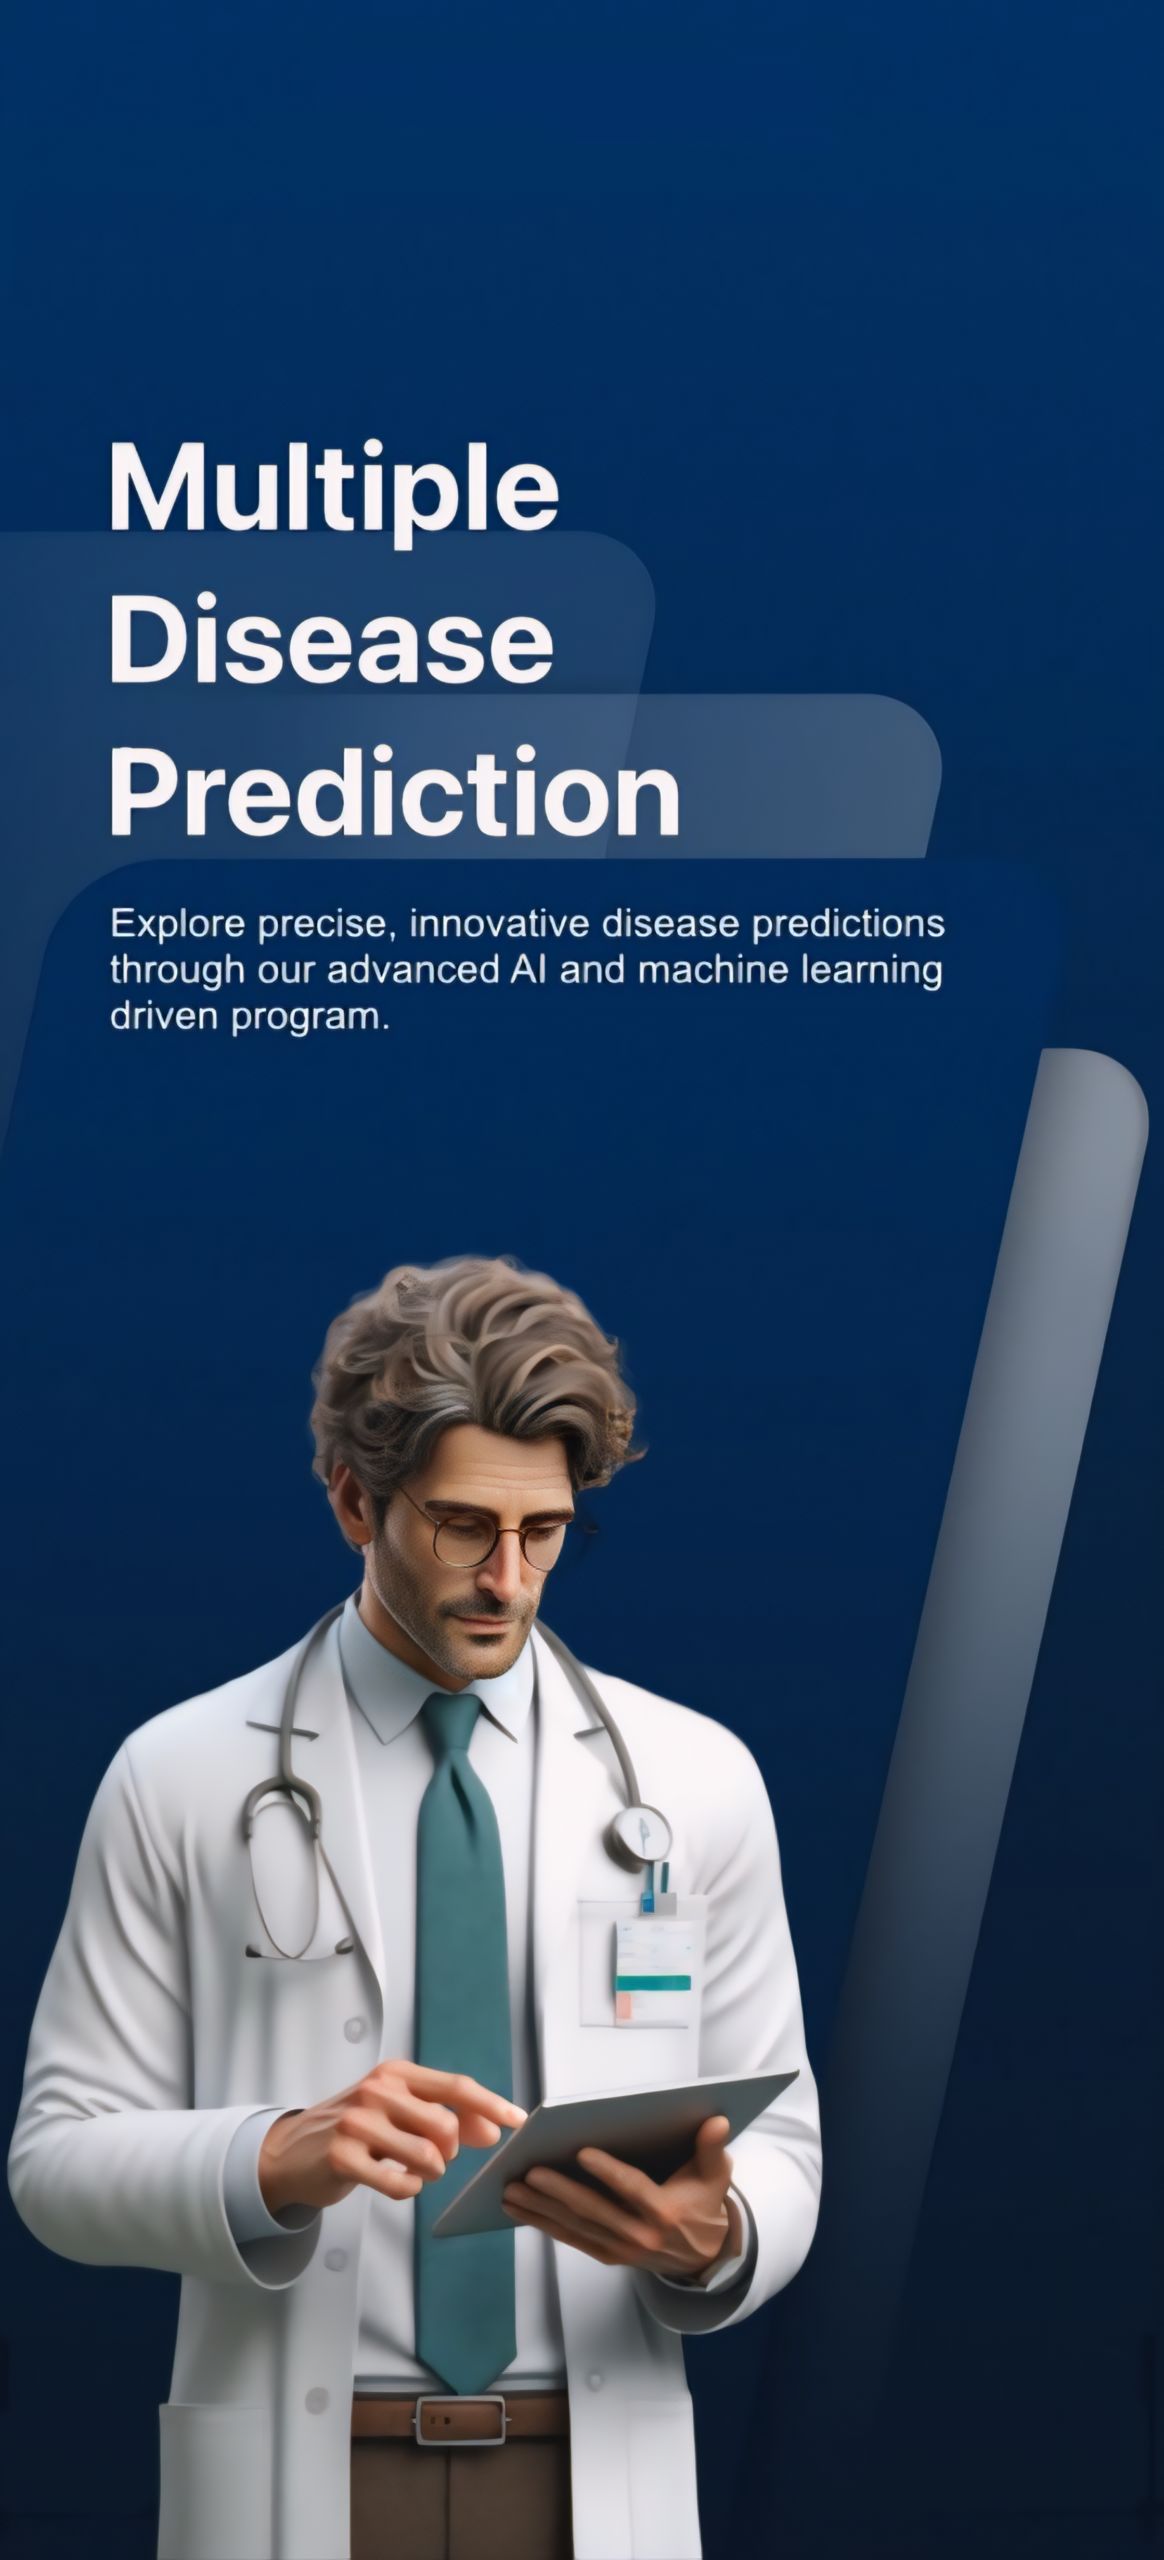 Multiple
Disease
Prediction
Explore precise, innovative disease predictions
through our advanced AI and machine learning
driven program.